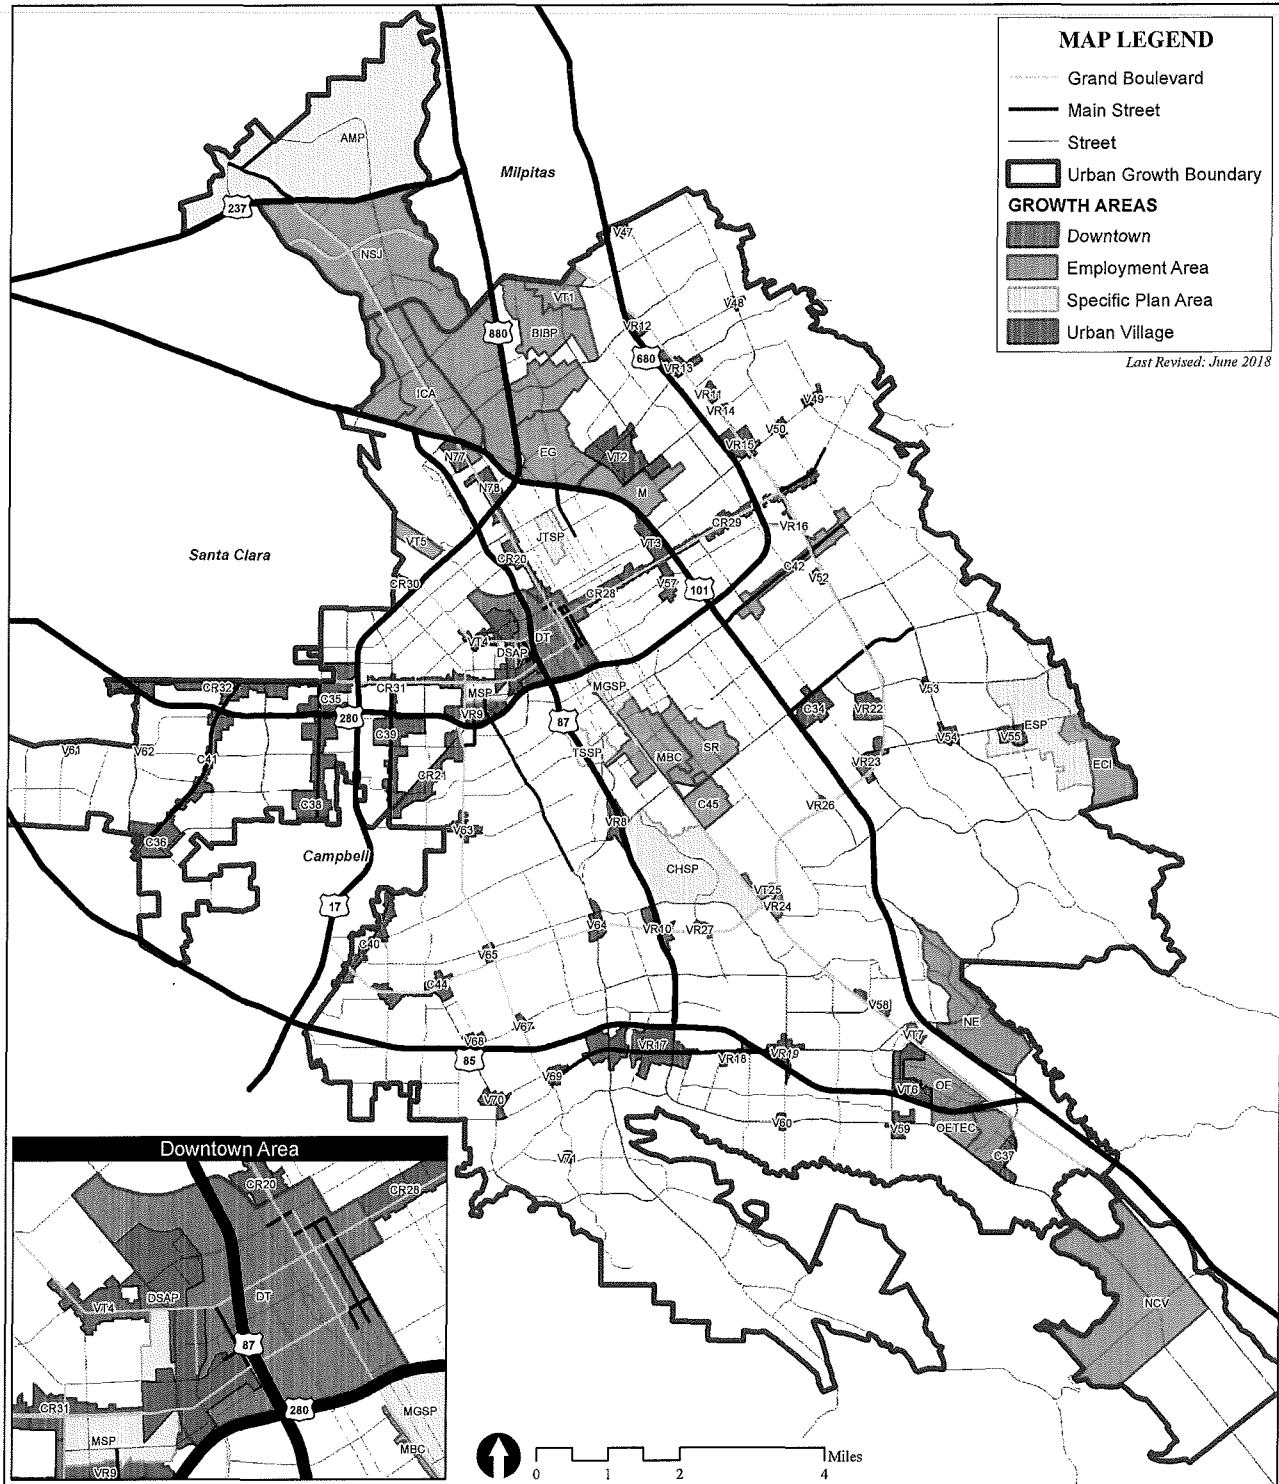 MAP LEGEND
Grand Boulevard
Main Street
Street
Urban Growth Boundary
GROWTH AREAS
Downtown
Employment Area
Specific Plan Area
Urban Village
Last Revised: June 2018
AMP
Milpitas
237
V47
NSJ
VT1
V48
880
BIBP
VR12
680
VR13
ICA
VR11
VR14
V49
V50
N77
EG
VT2
VR15
N78
M
CR29
VR16
VT5
JTSP
VT3
Santa Clara
CR20
C42
V52
CR30
CR28
V57
101
VT4
DT
DSAP
CR32
C35
CR31
MSP
MGSP
V53
280
VR9
87
C34
VR22
ESP
V61
V62
C39
TSSP
SR
V54
V55
C41
MBC
VR23
ECI
CR21
C38
C45
VR26
V63
VR8
C36
Campbell
CHSP
17
VT25
VR24
V64
VR10
VR27
C40
V65
C44
V58
V67
NE
V68
VT7
85
VR17
VR18
VR19
V69
VT6
OE
V70
V60
V59
OETEC
C37
V71
NCV
Downtown Area
CR20
CR28
VT4
DSAP
DT
87
CR31
280
MGSP
MSP
MBC
VR9
0 1 2 4 Miles